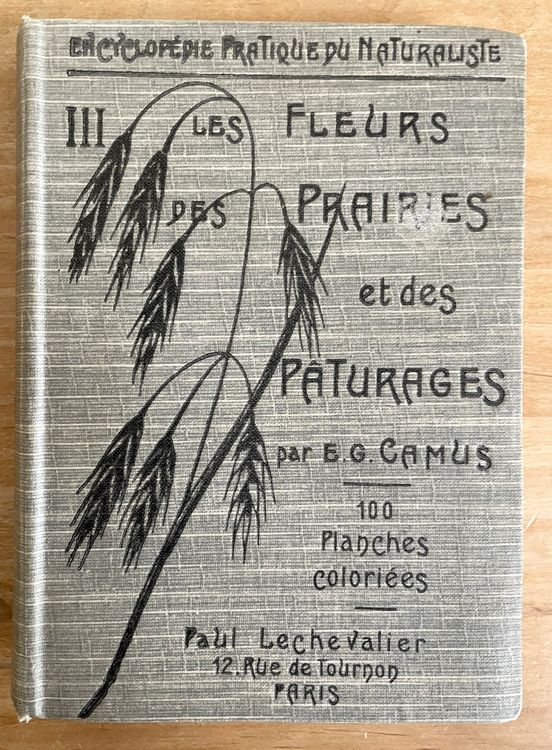 ENCYCLOPÉDIE PRATIQUE DU NATURALISTE
III LES FLEURS
DES PRAIRIES
et des
PÂTURAGES
par E.G. CAMUS
100
Planches
coloriées
Paul Lechevalier
12, Rue de Tournon
PARIS